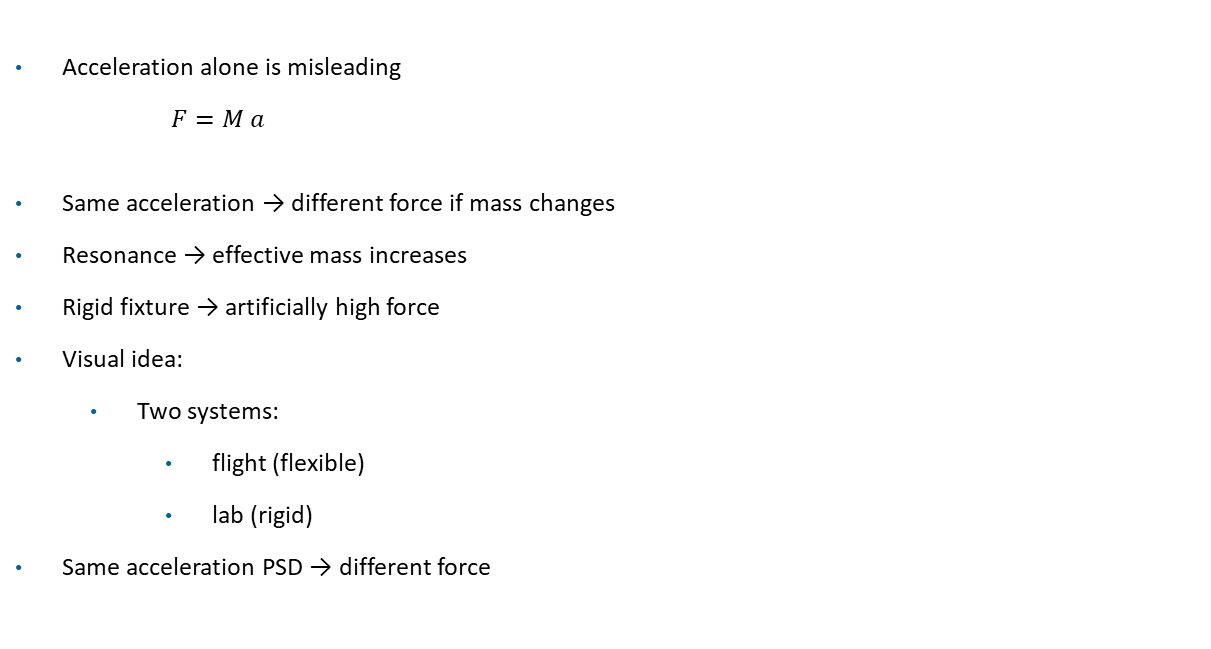 • Acceleration alone is misleading
F = M a
• Same acceleration → different force if mass changes
• Resonance → effective mass increases
• Rigid fixture → artificially high force
• Visual idea:
• Two systems:
• flight (flexible)
• lab (rigid)
• Same acceleration PSD → different force